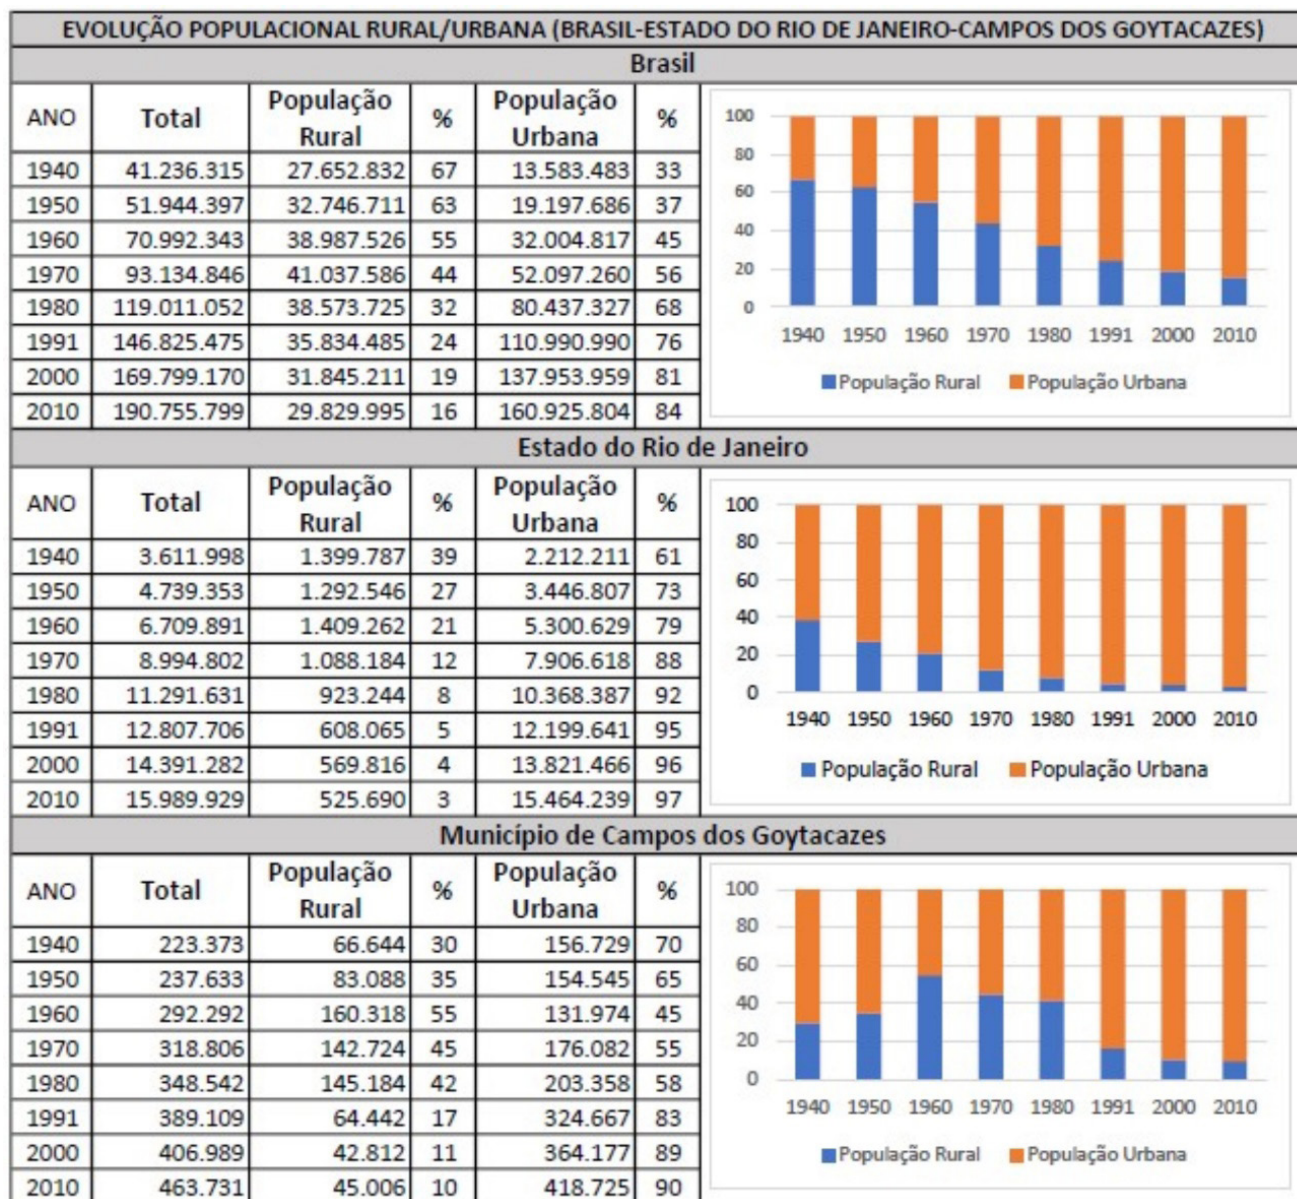 EVOLUÇÃO POPULACIONAL RURAL/URBANA (BRASIL-ESTADO DO RIO DE JANEIRO-CAMPOS DOS GOYTACAZES)
Brasil
ANO Total População Rural % População Urbana %
1940 41.236.315 27.652.832 67 13.583.483 33
1950 51.944.397 32.746.711 63 19.197.686 37
1960 70.992.343 38.987.526 55 32.004.817 45
1970 93.134.846 41.037.586 44 52.097.260 56
1980 119.011.052 38.573.725 32 80.437.327 68
1991 146.825.475 35.834.485 24 110.990.990 76
2000 169.799.170 31.845.211 19 137.953.959 81
2010 190.755.799 29.829.995 16 160.925.804 84
100
80
60
40
20
0
1940 1950 1960 1970 1980 1991 2000 2010
População Rural População Urbana
Estado do Rio de Janeiro
ANO Total População Rural % População Urbana %
1940 3.611.998 1.399.787 39 2.212.211 61
1950 4.739.353 1.292.546 27 3.446.807 73
1960 6.709.891 1.409.262 21 5.300.629 79
1970 8.994.802 1.088.184 12 7.906.618 88
1980 11.291.631 923.244 8 10.368.387 92
1991 12.807.706 608.065 5 12.199.641 95
2000 14.391.282 569.816 4 13.821.466 96
2010 15.989.929 525.690 3 15.464.239 97
100
80
60
40
20
0
1940 1950 1960 1970 1980 1991 2000 2010
População Rural População Urbana
Município de Campos dos Goytacazes
ANO Total População Rural % População Urbana %
1940 223.373 66.644 30 156.729 70
1950 237.633 83.088 35 154.545 65
1960 292.292 160.318 55 131.974 45
1970 318.806 142.724 45 176.082 55
1980 348.542 145.184 42 203.358 58
1991 389.109 64.442 17 324.667 83
2000 406.989 42.812 11 364.177 89
2010 463.731 45.006 10 418.725 90
100
80
60
40
20
0
1940 1950 1960 1970 1980 1991 2000 2010
População Rural População Urbana